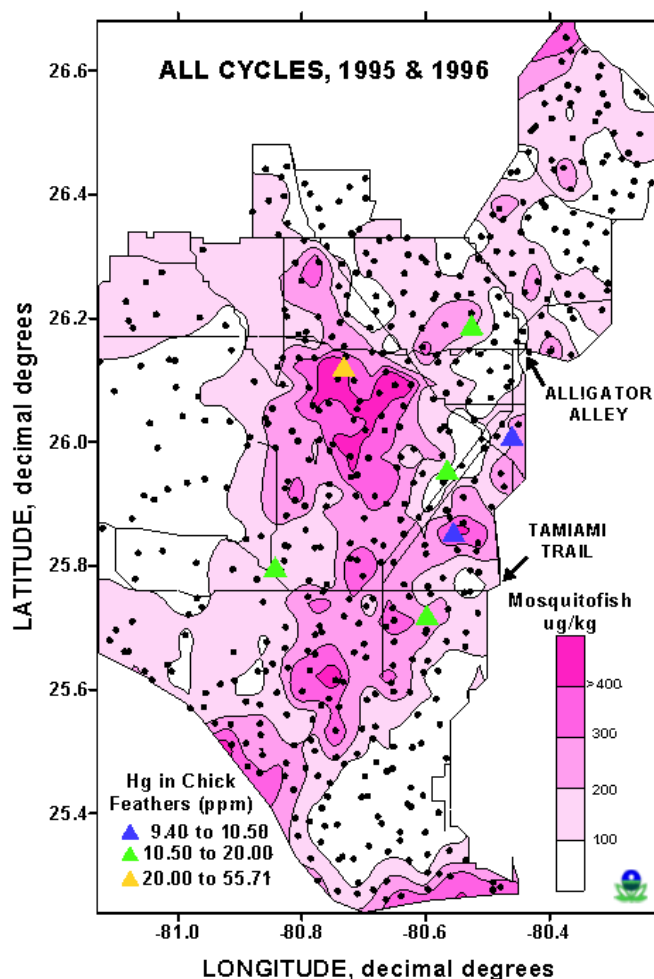 ALL CYCLES, 1995 & 1996
26.6
26.4
26.2
26.0
25.8
25.6
25.4
LATITUDE, decimal degrees
ALLIGATOR
ALLEY
TAMIAMI
TRAIL
Mosquitofish
ug/kg
>400
300
200
100
Hg in Chick
Feathers (ppm)
9.40 to 10.50
10.50 to 20.00
20.00 to 55.71
-81.0
-80.8
-80.6
-80.4
LONGITUDE, decimal degrees